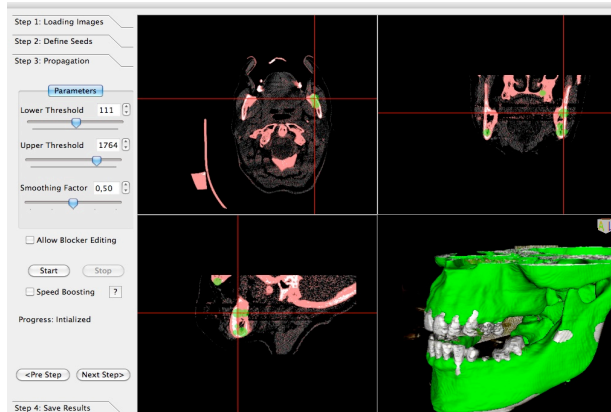 Step 1: Loading Images
Step 2: Define Seeds
Step 3: Propagation
Parameters
Lower Threshold 111
Upper Threshold 1764
Smoothing Factor 0,50
Allow Blocker Editing
Start Stop
Speed Boosting ?
Progress: Intialized
<Pre Step Next Step>
Step 4: Save Results